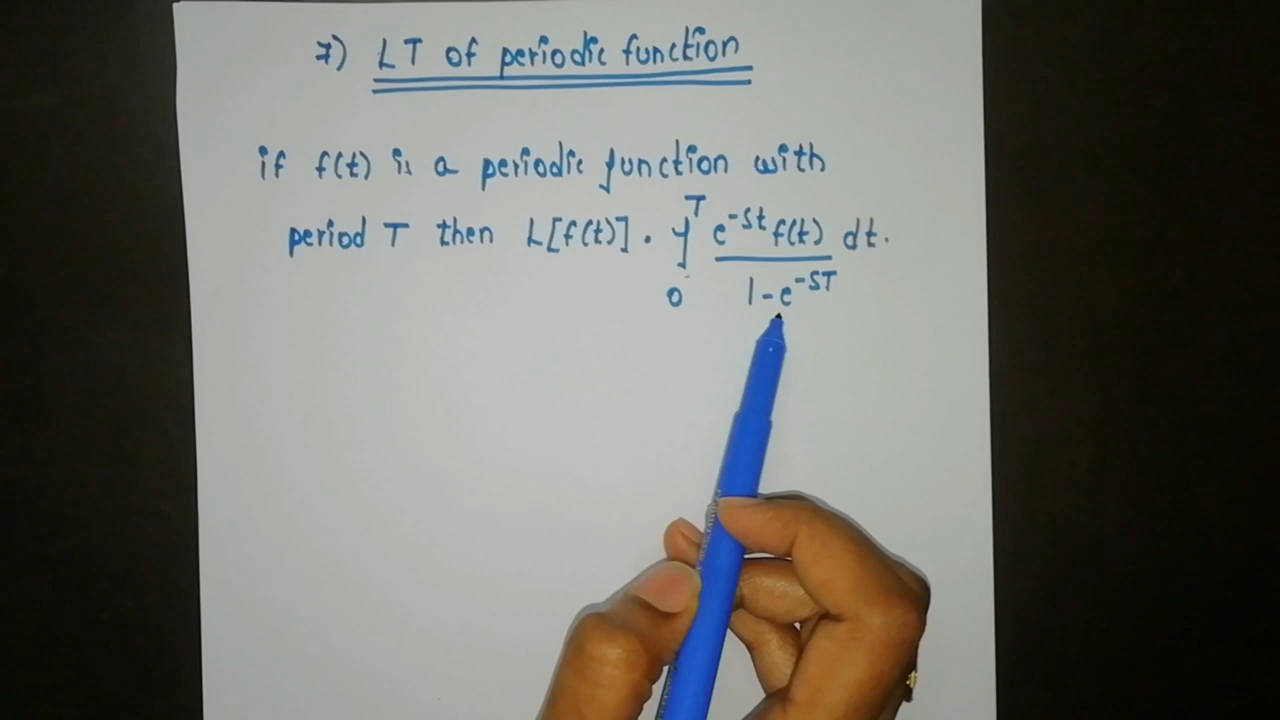 7) LT of periodic function
if f(t) is a periodic function with
period T then L[f(t)] = ∫₀ᵀ e^{-st} f(t) / 1-e^{-sT} dt.